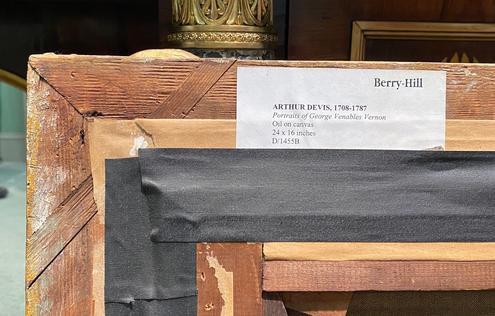 Berry-Hill
ARTHUR DEVIS, 1708-1787
Portraits of George Venables Vernon
Oil on canvas
24 x 16 inches
D/1455B